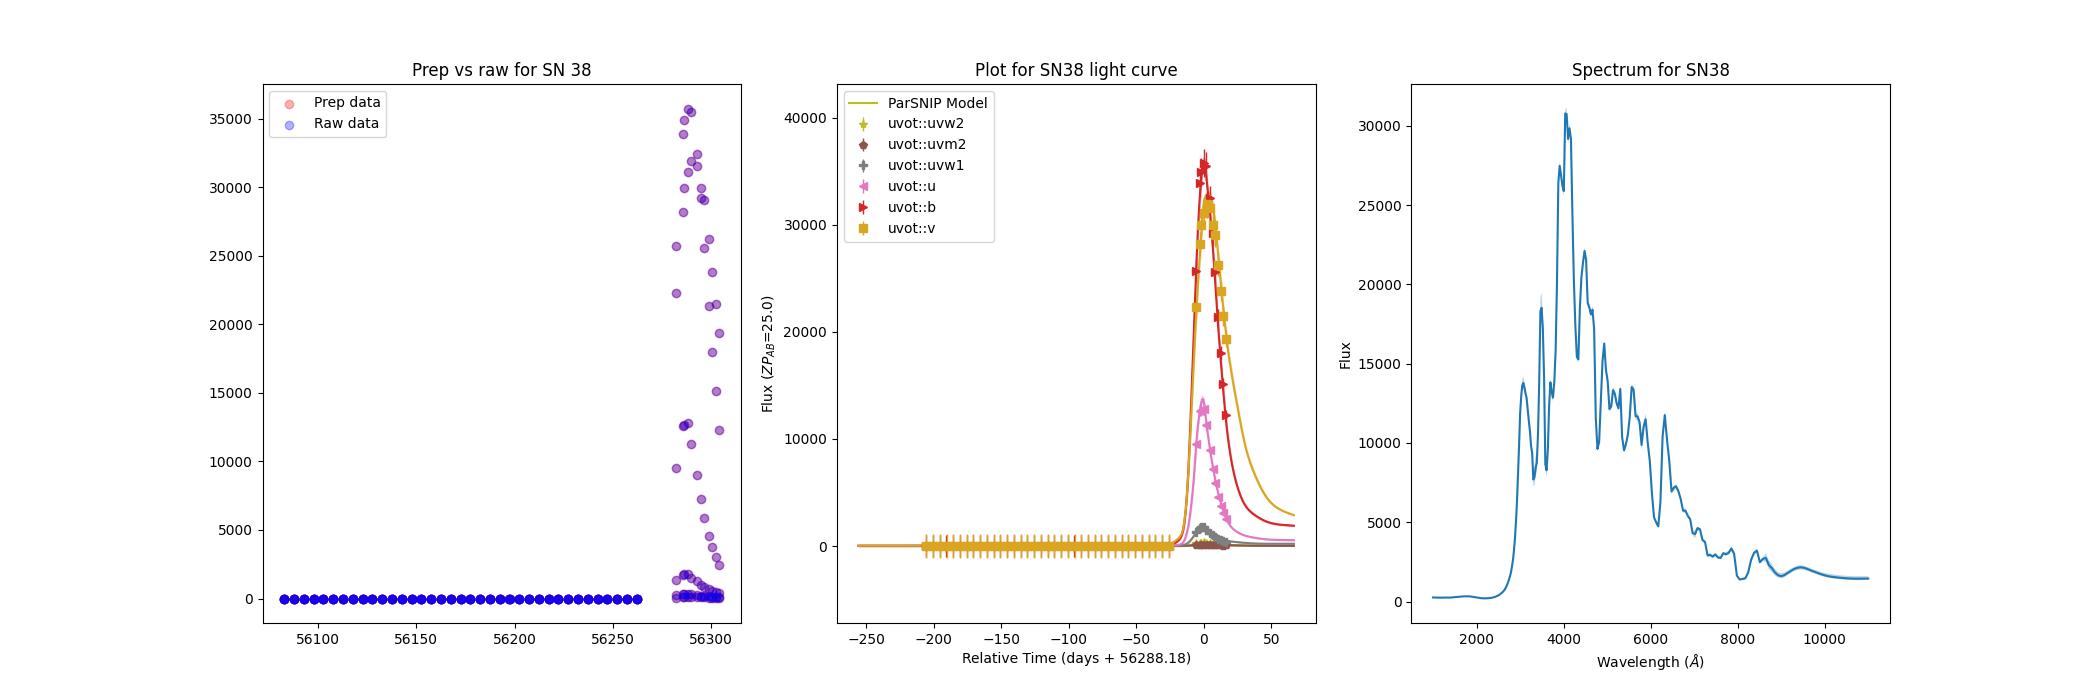 Prep vs raw for SN 38
Prep data
Raw data
35000
30000
25000
20000
15000
10000
5000
0
56100
56150
56200
56250
56300
Plot for SN38 light curve
ParSNIP Model
uvot::uvw2
uvot::uvm2
uvot::uvw1
uvot::u
uvot::b
uvot::v
40000
30000
20000
10000
0
Flux (ZP_AB=25.0)
−250
−200
−150
−100
−50
0
50
Relative Time (days + 56288.18)
Spectrum for SN38
30000
25000
20000
15000
10000
5000
0
Flux
2000
4000
6000
8000
10000
Wavelength (Å)